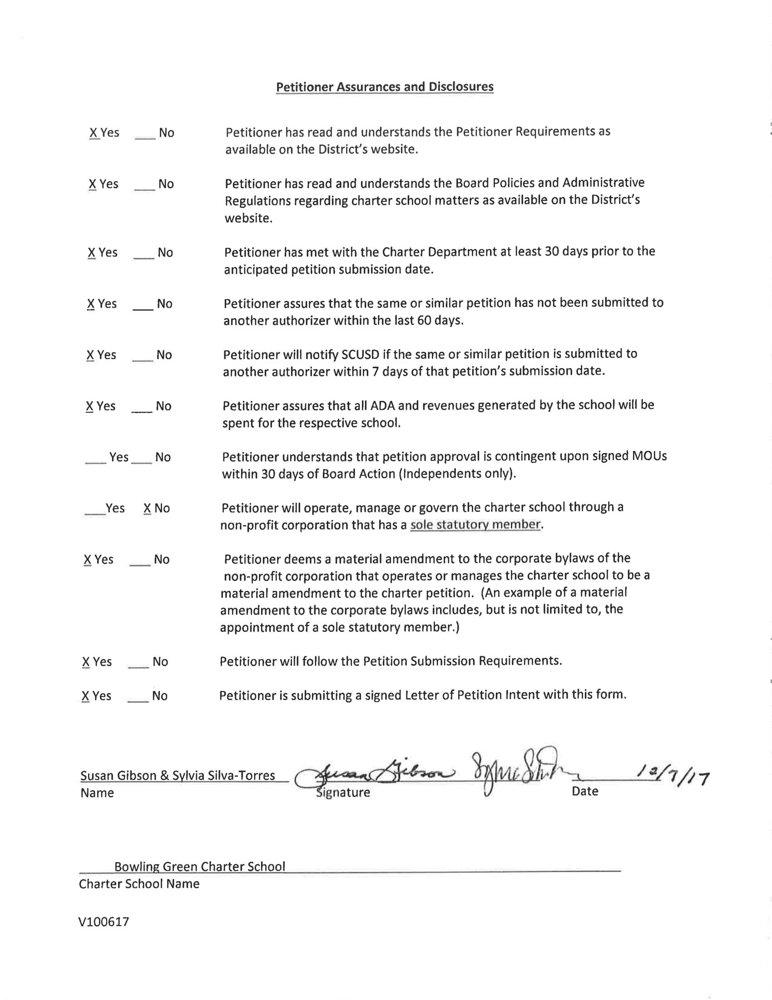 Petitioner Assurances and Disclosures
X Yes ___ No Petitioner has read and understands the Petitioner Requirements as
available on the District's website.
X Yes ___ No Petitioner has read and understands the Board Policies and Administrative
Regulations regarding charter school matters as available on the District's
website.
X Yes ___ No Petitioner has met with the Charter Department at least 30 days prior to the
anticipated petition submission date.
X Yes ___ No Petitioner assures that the same or similar petition has not been submitted to
another authorizer within the last 60 days.
X Yes ___ No Petitioner will notify SCUSD if the same or similar petition is submitted to
another authorizer within 7 days of that petition's submission date.
X Yes ___ No Petitioner assures that all ADA and revenues generated by the school will be
spent for the respective school.
___ Yes ___ No Petitioner understands that petition approval is contingent upon signed MOUs
within 30 days of Board Action (Independents only).
___ Yes X No Petitioner will operate, manage or govern the charter school through a
non-profit corporation that has a sole statutory member.
X Yes ___ No Petitioner deems a material amendment to the corporate bylaws of the
non-profit corporation that operates or manages the charter school to be a
material amendment to the charter petition. (An example of a material
amendment to the corporate bylaws includes, but is not limited to, the
appointment of a sole statutory member.)
X Yes ___ No Petitioner will follow the Petition Submission Requirements.
X Yes ___ No Petitioner is submitting a signed Letter of Petition Intent with this form.
Susan Gibson & Sylvia Silva-Torres Susan Gibson 12/7/17
Name Signature Date
Bowling Green Charter School
Charter School Name
V100617